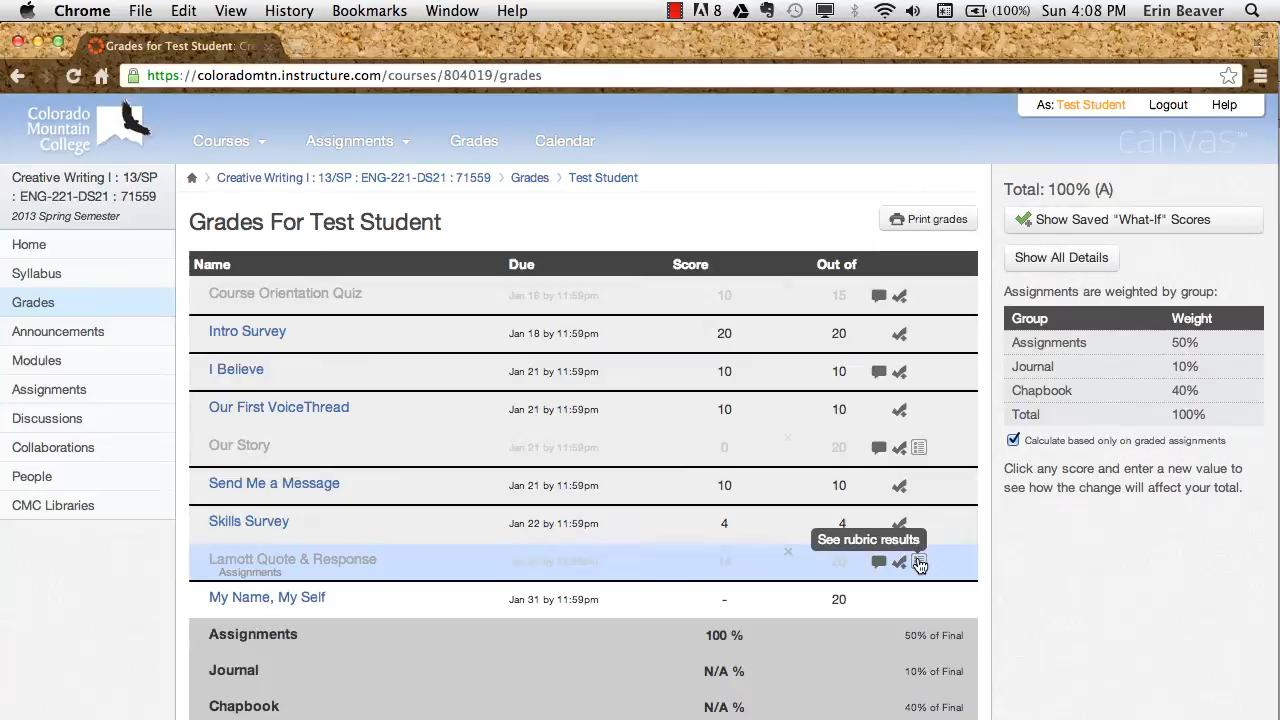 Chrome File Edit View History Bookmarks Window Help 8 (100%) Sun 4:08 PM Erin Beaver
Grades for Test Student: Cr
https://coloradomtn.instructure.com/courses/804019/grades
Colorado
Mountain
College
Courses Assignments Grades Calendar
As: Test Student Logout Help
canvas™
Creative Writing I : 13/SP
: ENG-221-DS21 : 71559
2013 Spring Semester
Home
Syllabus
Grades
Announcements
Modules
Assignments
Discussions
Collaborations
People
CMC Libraries
Creative Writing I : 13/SP : ENG-221-DS21 : 71559 Grades Test Student
Grades For Test Student
Print grades
Name Due Score Out of
Course Orientation Quiz Jan 16 by 11:59pm 10 15
Intro Survey Jan 18 by 11:59pm 20 20
I Believe Jan 21 by 11:59pm 10 10
Our First VoiceThread Jan 21 by 11:59pm 10 10
Our Story Jan 21 by 11:59pm 0 20
Send Me a Message Jan 21 by 11:59pm 10 10
Skills Survey Jan 22 by 11:59pm 4 4
See rubric results
Lamott Quote & Response
Assignments
My Name, My Self Jan 31 by 11:59pm - 20
Assignments 100 % 50% of Final
Journal N/A % 10% of Final
Chapbook N/A % 40% of Final
Total: 100% (A)
Show Saved "What-If" Scores
Show All Details
Assignments are weighted by group:
Group Weight
Assignments 50%
Journal 10%
Chapbook 40%
Total 100%
Calculate based only on graded assignments
Click any score and enter a new value to
see how the change will affect your total.